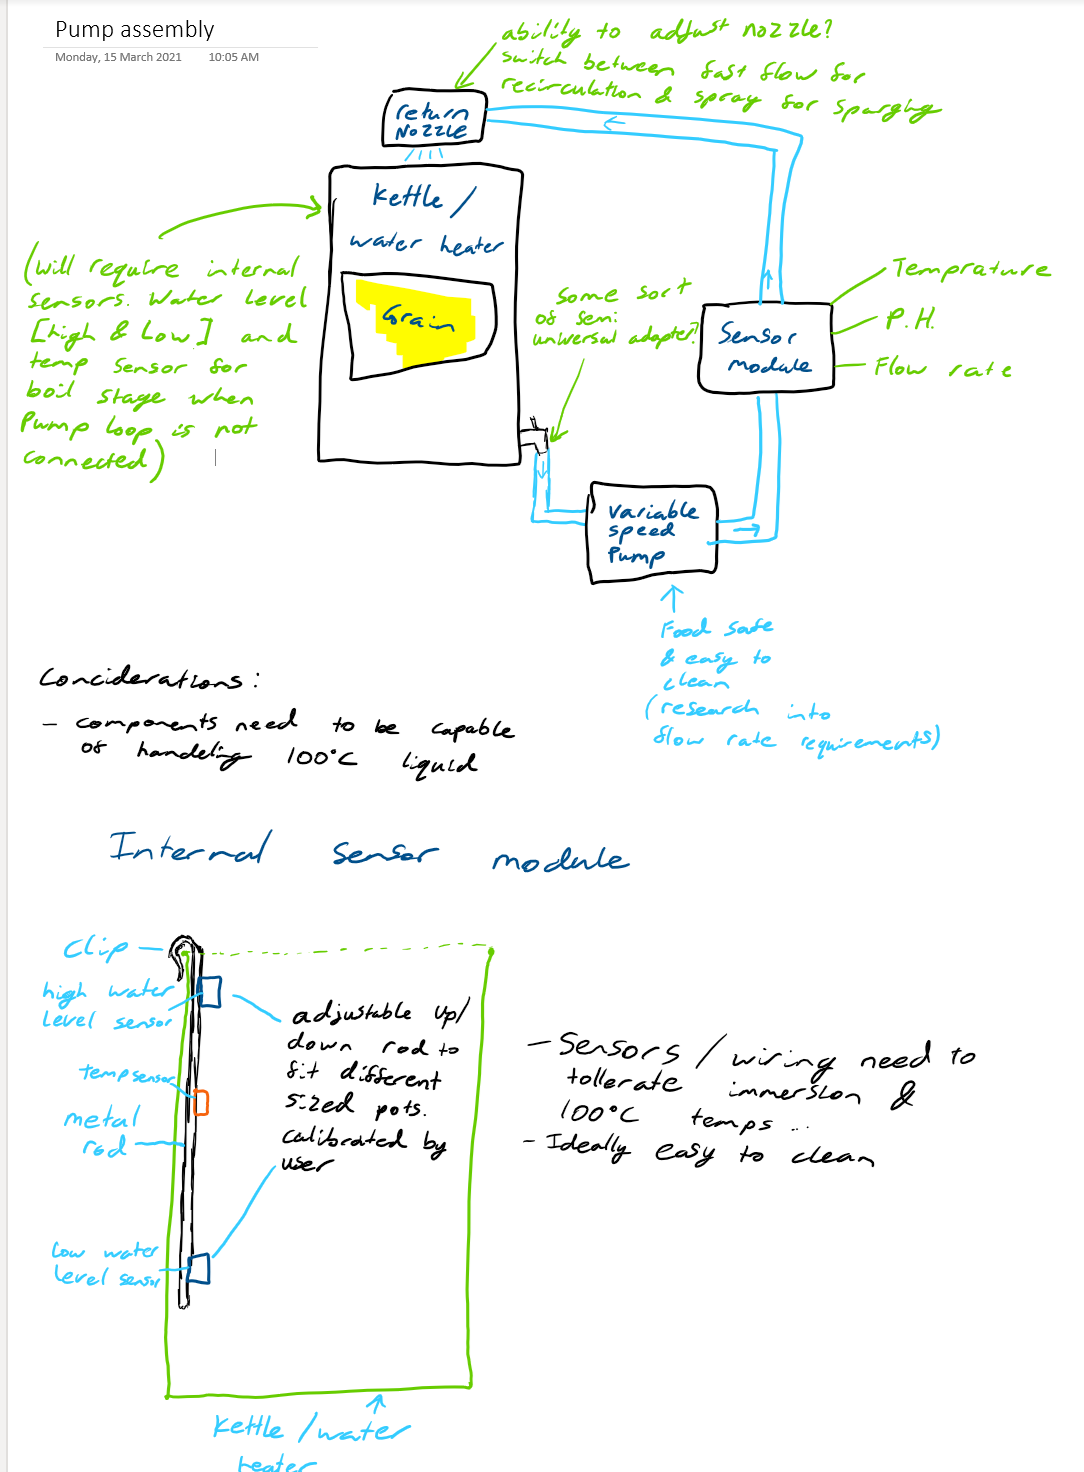 Pump assembly
Monday, 15 March 2021 10:05 AM
ability to adjust nozzle?
switch between fast flow for
recirculation & spray for sparging
return
Nozzle
Kettle /
water heater
Grain
(will require internal
sensors. Water Level
[high & Low] and
temp sensor for
boil stage when
Pump loop is not
connected)
Some sort
of semi
universal adapter?
Sensor
module
Temprature
P.H.
Flow rate
Variable
speed
Pump
Food safe
& easy to
clean
(research into
flow rate requirements)
Conciderations:
- components need to be capable
of handeling 100°C liquid
Internal sensor module
Clip
high water
Level sensor
temp sensor
metal
rod
Low water
Level sensor
adjustable up/
down rod to
fit different
sized pots.
calibrated by
user
- Sensors / wiring need to
tollerate immersion &
100°C temps ...
- Ideally easy to clean
Kettle / water
heater